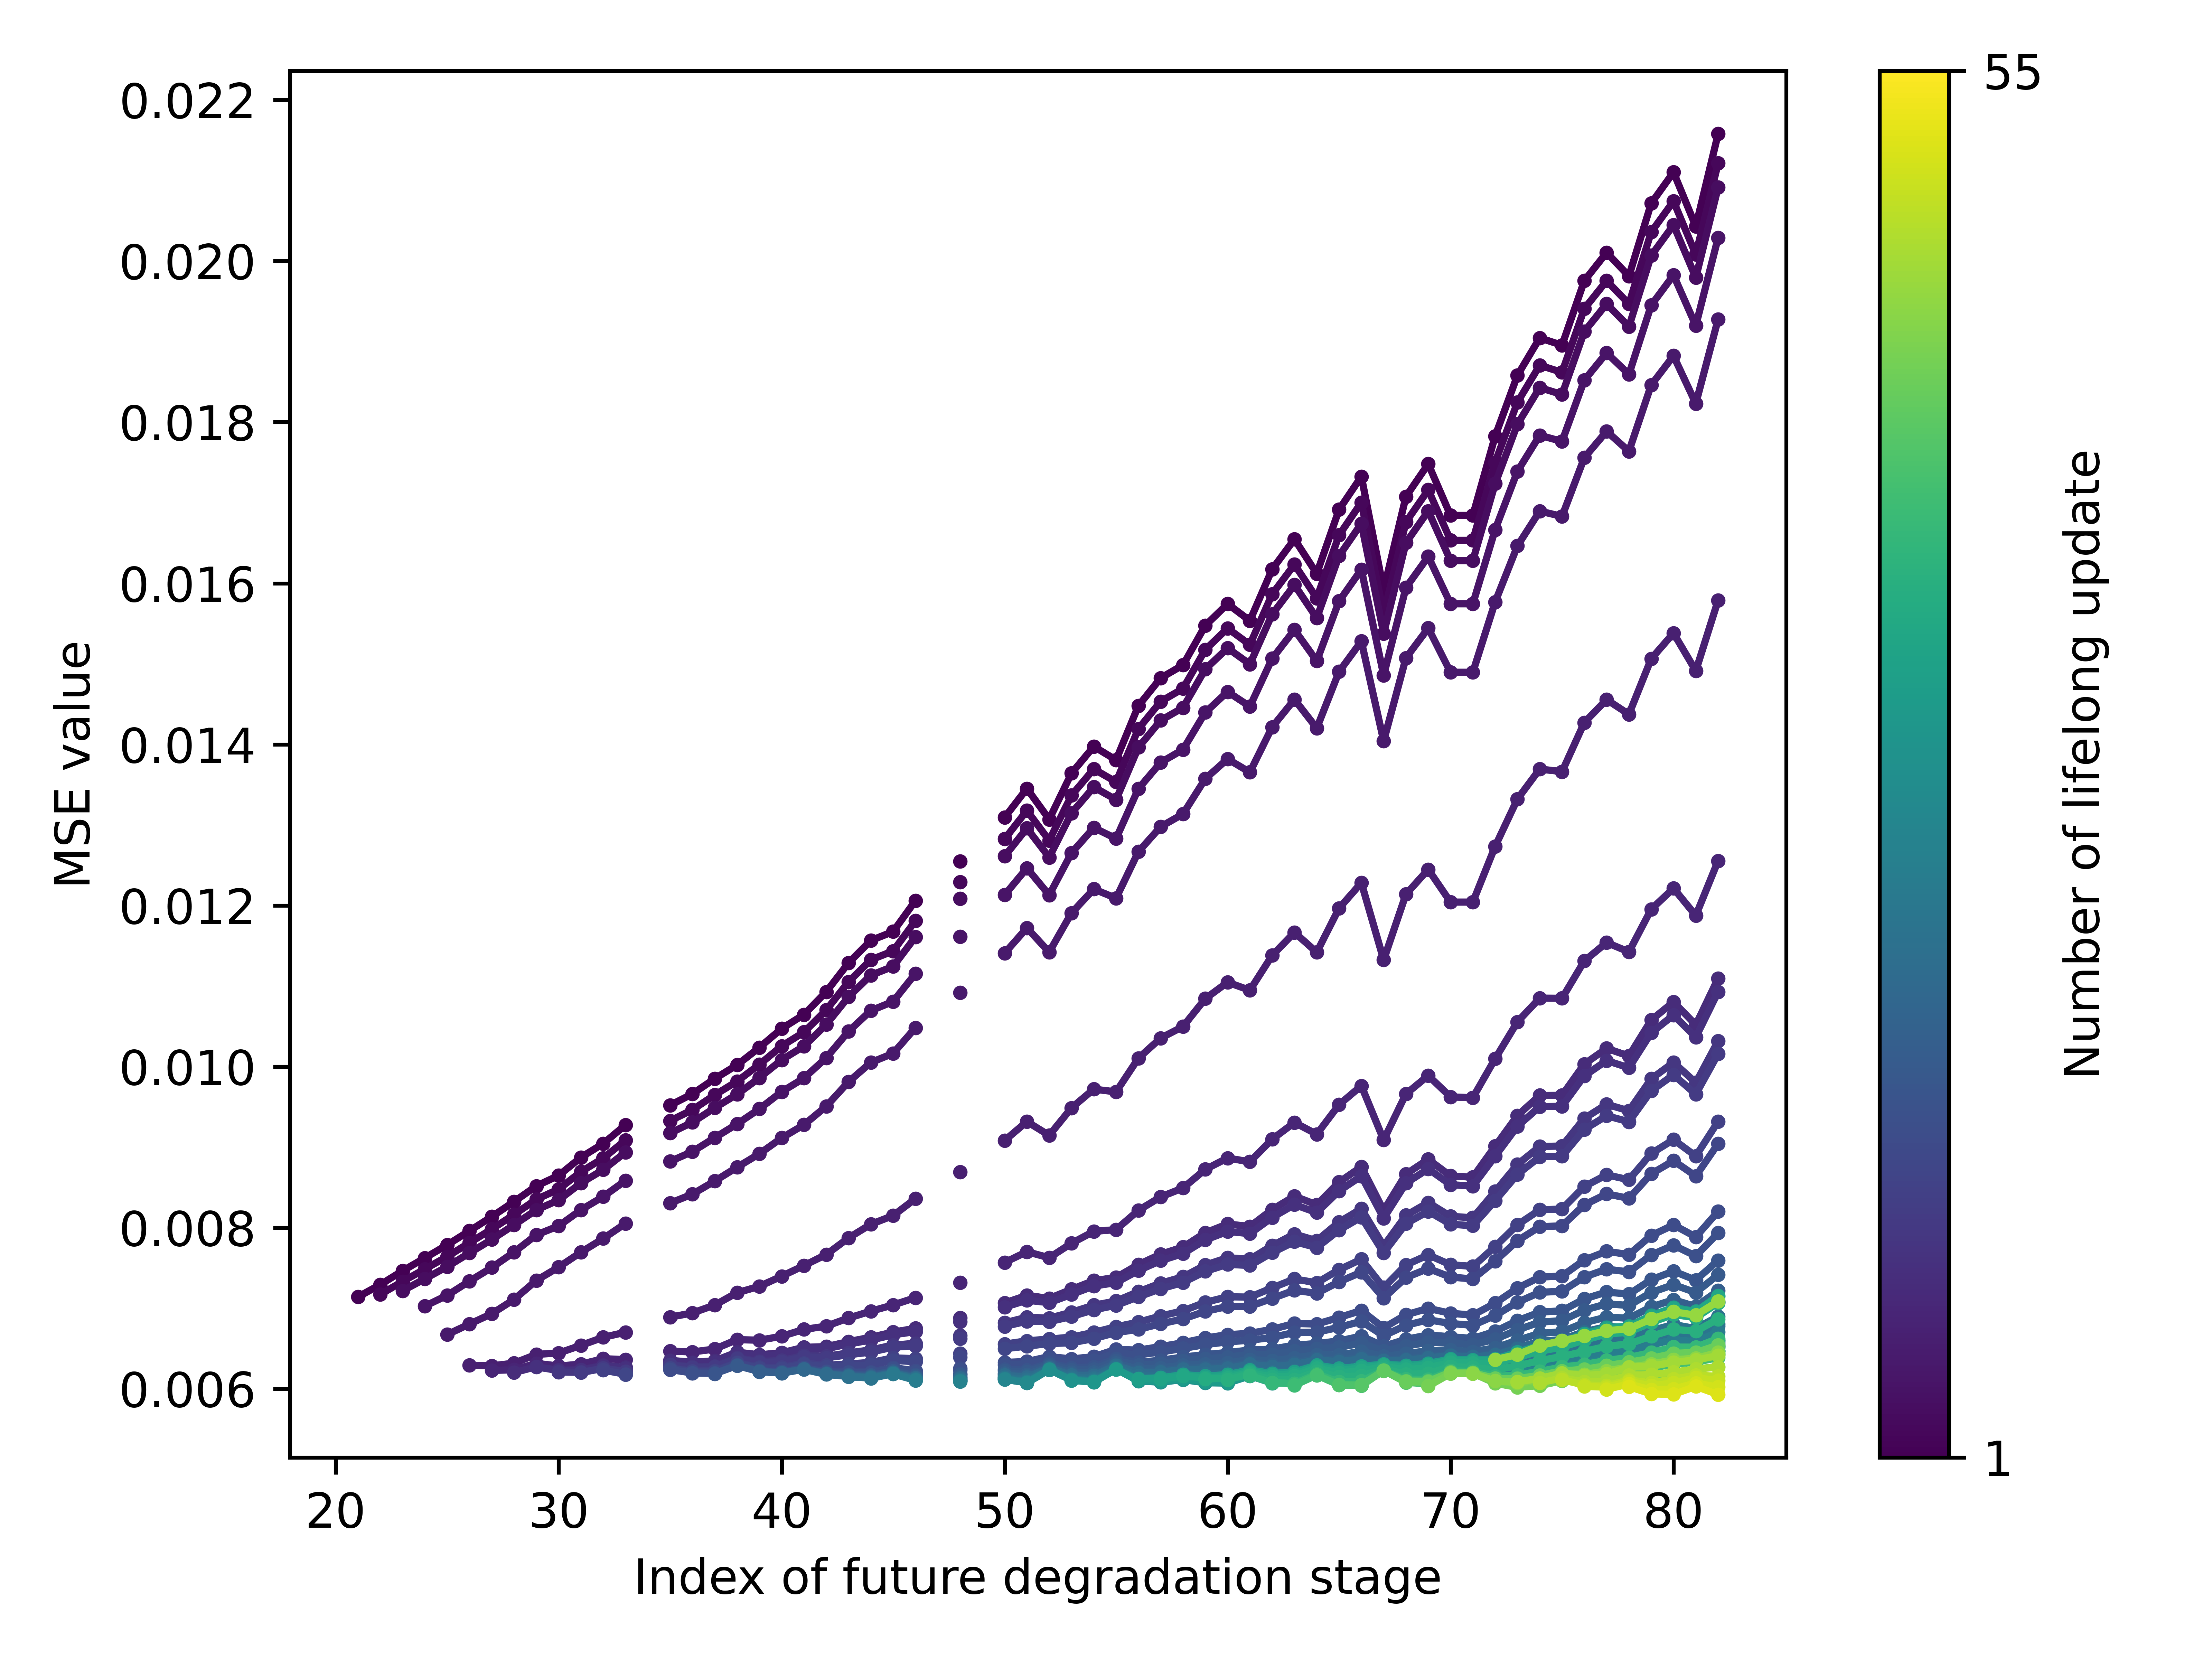 0.022
0.020
0.018
0.016
0.014
0.012
0.010
0.008
0.006
MSE value
20 30 40 50 60 70 80
Index of future degradation stage
55
1
Number of lifelong update